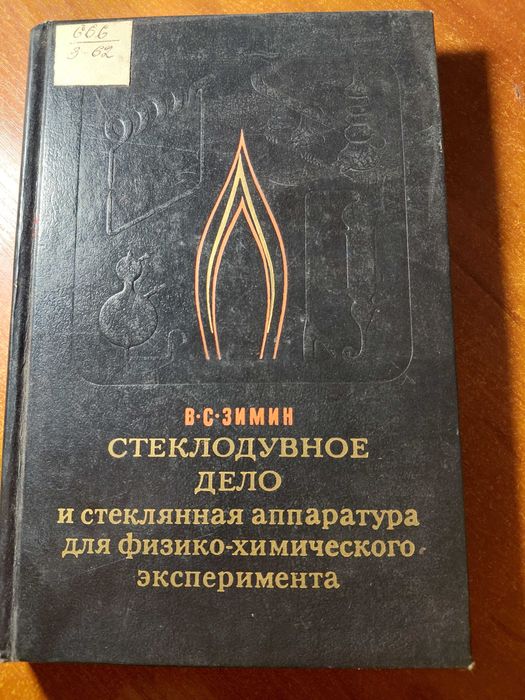 666
З-62
В·С·ЗИМИН
СТЕКЛОДУВНОЕ
ДЕЛО
и стеклянная аппаратура
для физико-химического
эксперимента